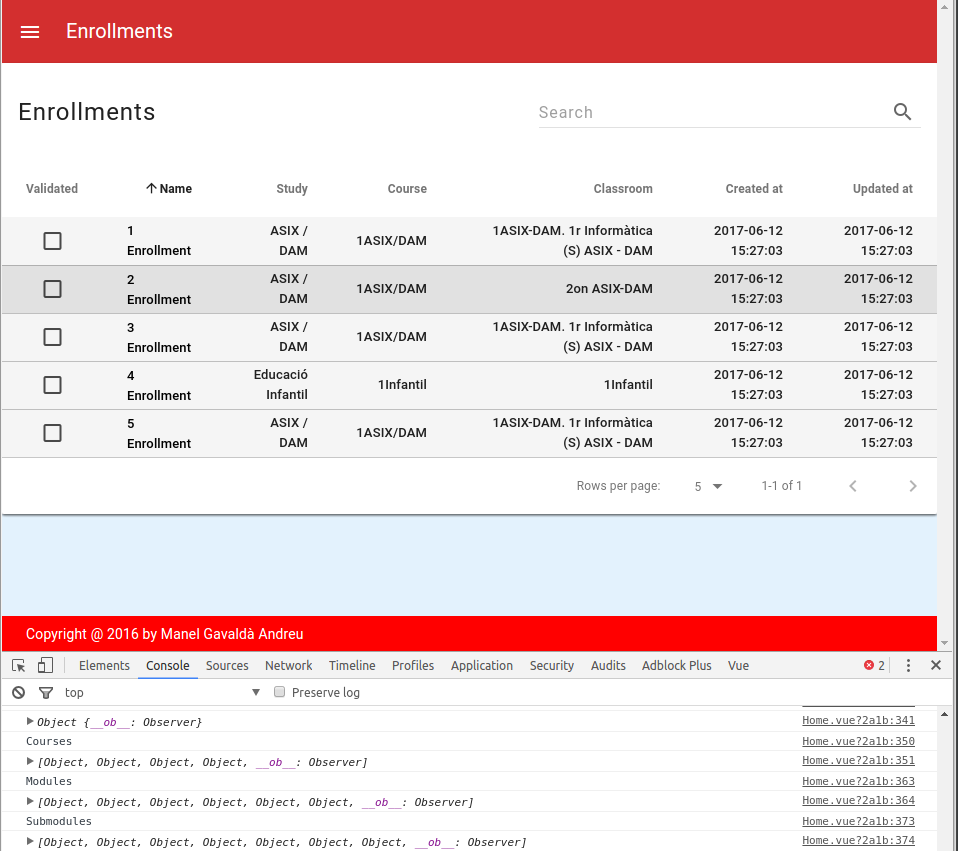 Enrollments
Enrollments
Search
Validated Name Study Course Classroom Created at Updated at
1 ASIX / 1ASIX-DAM. 1r Informàtica 2017-06-12 2017-06-12
1ASIX/DAM
Enrollment DAM (S) ASIX - DAM 15:27:03 15:27:03
2 ASIX / 2017-06-12 2017-06-12
1ASIX/DAM 2on ASIX-DAM
Enrollment DAM 15:27:03 15:27:03
3 ASIX / 1ASIX-DAM. 1r Informàtica 2017-06-12 2017-06-12
1ASIX/DAM
Enrollment DAM (S) ASIX - DAM 15:27:03 15:27:03
4 Educació 2017-06-12 2017-06-12
1Infantil 1Infantil
Enrollment Infantil 15:27:03 15:27:03
5 ASIX / 1ASIX-DAM. 1r Informàtica 2017-06-12 2017-06-12
1ASIX/DAM
Enrollment DAM (S) ASIX - DAM 15:27:03 15:27:03
Rows per page: 5 1-1 of 1
Copyright @ 2016 by Manel Gavaldà Andreu
Elements Console Sources Network Timeline Profiles Application Security Audits Adblock Plus Vue 2
top Preserve log
Object {__ob__: Observer} Home.vue?2a1b:341
Courses Home.vue?2a1b:350
[Object, Object, Object, Object, __ob__: Observer] Home.vue?2a1b:351
Modules Home.vue?2a1b:363
[Object, Object, Object, Object, Object, Object, __ob__: Observer] Home.vue?2a1b:364
Submodules Home.vue?2a1b:373
[Object, Object, Object, Object, Object, Object, Object, __ob__: Observer] Home.vue?2a1b:374